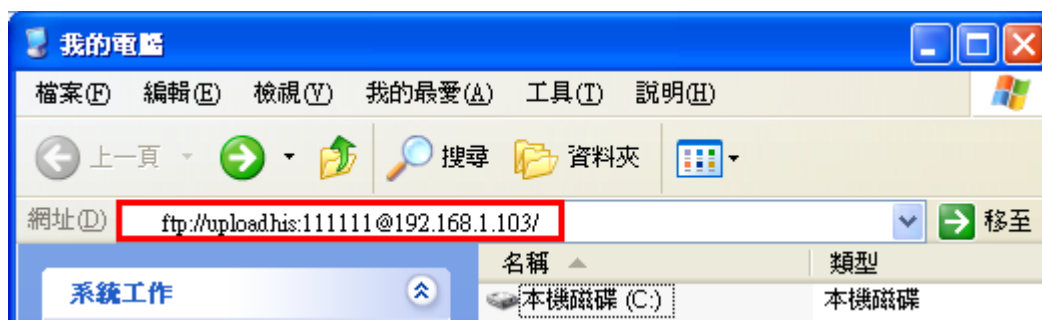 我的電腦
檔案(F) 編輯(E) 檢視(V) 我的最愛(A) 工具(T) 說明(H)
上一頁 搜尋 資料夾
網址(D) ftp://uploadhis:111111@192.168.1.103/ 移至
名稱 類型
系統工作
本機磁碟 (C:) 本機磁碟